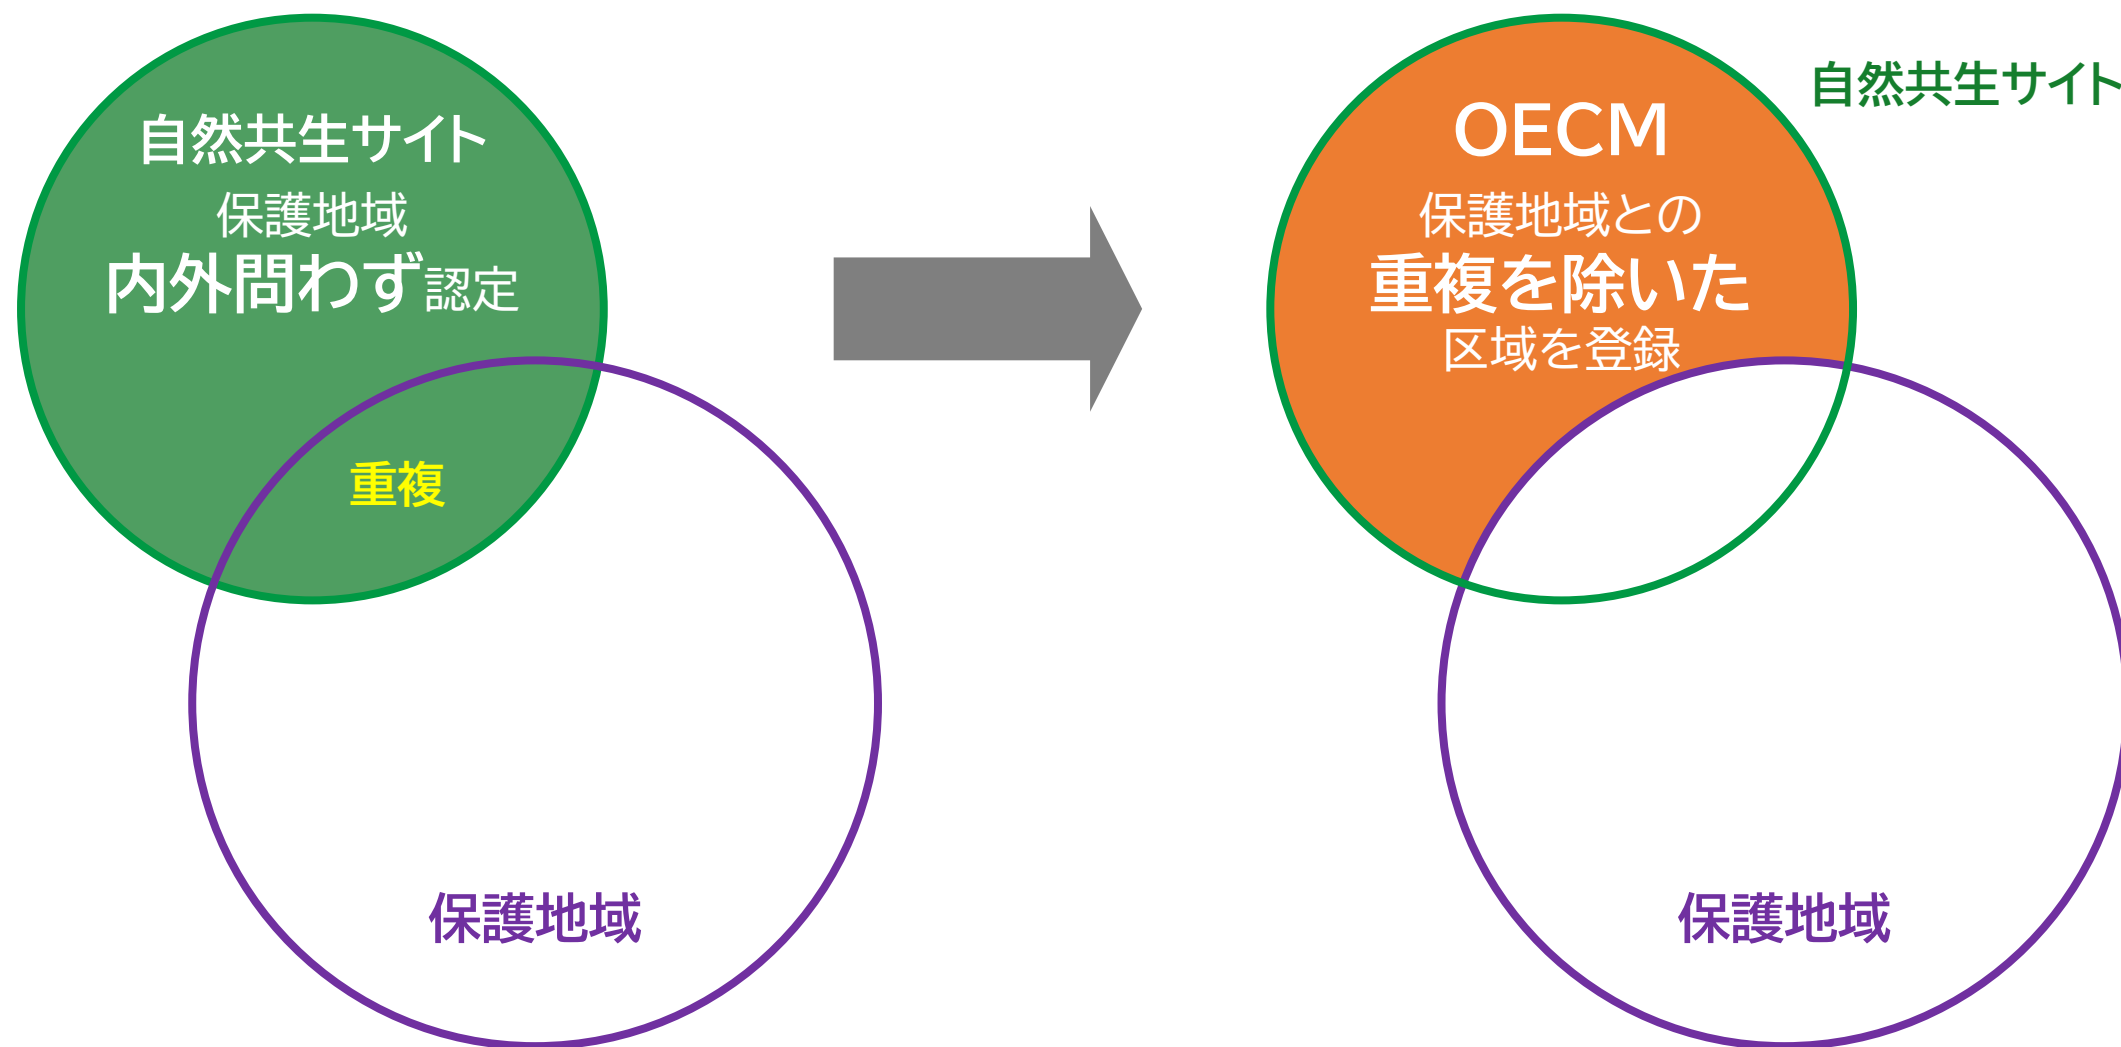 自然共生サイト
保護地域
内外問わず認定
重複
保護地域
OECM
保護地域との
重複を除いた
区域を登録
自然共生サイト
保護地域